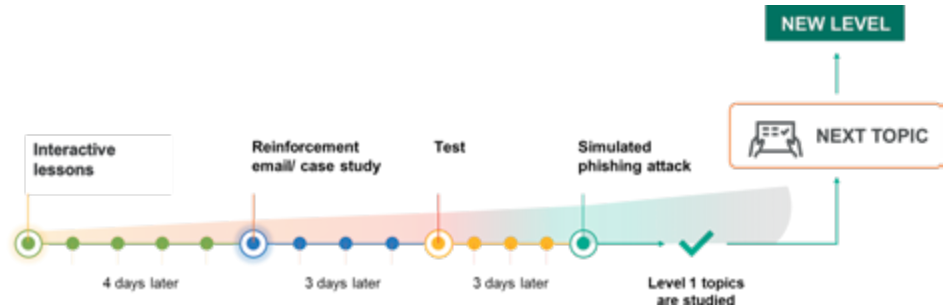 NEW LEVEL
NEXT TOPIC
Interactive
lessons
Reinforcement
email/ case study
Test
Simulated
phishing attack
4 days later
3 days later
3 days later
Level 1 topics
are studied